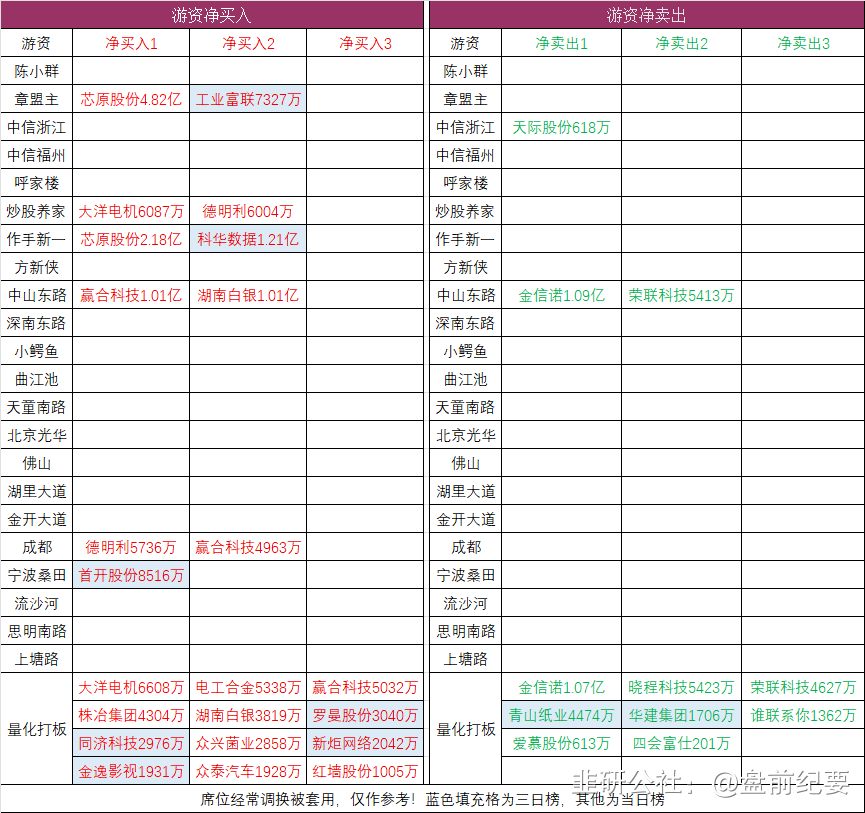 游资净买入 游资净卖出
游资 净买入1 净买入2 净买入3 游资 净卖出1 净卖出2 净卖出3
陈小群 陈小群
章盟主 芯原股份4.82亿 工业富联7327万 章盟主
中信浙江 中信浙江 天际股份618万
中信福州 中信福州
呼家楼 呼家楼
炒股养家 大洋电机6087万 德明利6004万 炒股养家
作手新一 芯原股份2.18亿 科华数据1.21亿 作手新一
方新侠 方新侠
中山东路 赢合科技1.01亿 湖南白银1.01亿 中山东路 金信诺1.09亿 荣联科技5413万
深南东路 深南东路
小鳄鱼 小鳄鱼
曲江池 曲江池
天童南路 天童南路
北京光华 北京光华
佛山 佛山
湖里大道 湖里大道
金开大道 金开大道
成都 德明利5736万 赢合科技4963万 成都
宁波桑田 首开股份8516万 宁波桑田
流沙河 流沙河
思明南路 思明南路
上塘路 上塘路
大洋电机6608万 电工合金5338万 赢合科技5032万 金信诺1.07亿 晓程科技5423万 荣联科技4627万
量化打板 株冶集团4304万 湖南白银3819万 罗曼股份3040万 量化打板 青山纸业4474万 华建集团1706万 谁联系你1362万
同济科技2976万 众兴菌业2858万 新炬网络2042万 爱慕股份613万 四会富仕201万
金逸影视1931万 众泰汽车1928万 红墙股份1005万
韭研公社：@盘前纪要
席位经常调换被套用，仅作参考！蓝色填充格为三日榜，其他为当日榜